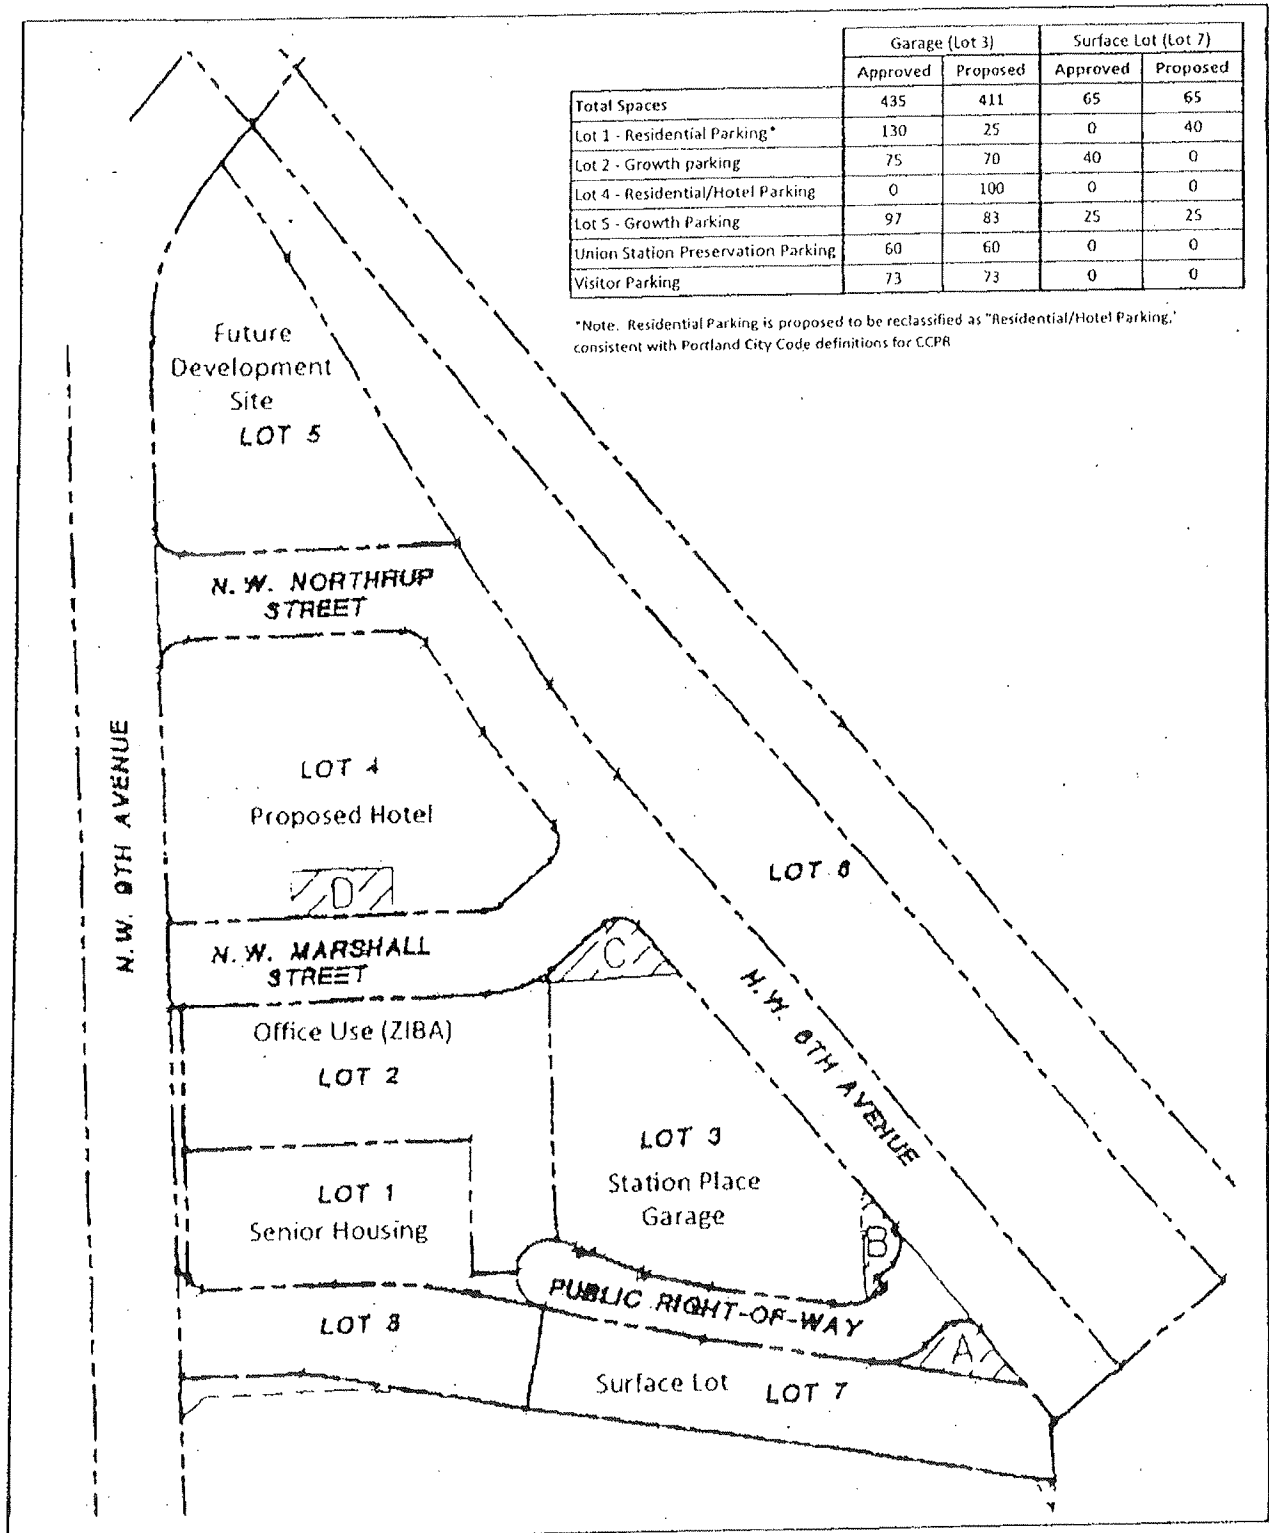 Garage (Lot 3) Surface Lot (Lot 7)
Approved Proposed Approved Proposed
Total Spaces 435 411 65 65
Lot 1 - Residential Parking* 130 25 0 40
Lot 2 - Growth parking 75 70 40 0
Lot 4 - Residential/Hotel Parking 0 100 0 0
Lot 5 - Growth Parking 97 83 25 25
Union Station Preservation Parking 60 60 0 0
Visitor Parking 73 73 0 0
*Note. Residential Parking is proposed to be reclassified as "Residential/Hotel Parking,'
consistent with Portland City Code definitions for CCPR
Future
Development
Site
LOT 5
N.W. NORTHRUP
STREET
LOT 4
Proposed Hotel
D
N.W. 9TH AVENUE
LOT 6
N.W. MARSHALL
STREET
C
N.W. 6TH AVENUE
Office Use (ZIBA)
LOT 2
LOT 3
Station Place
Garage
B
LOT 1
Senior Housing
PUBLIC RIGHT-OF-WAY
LOT 8
A
Surface Lot LOT 7